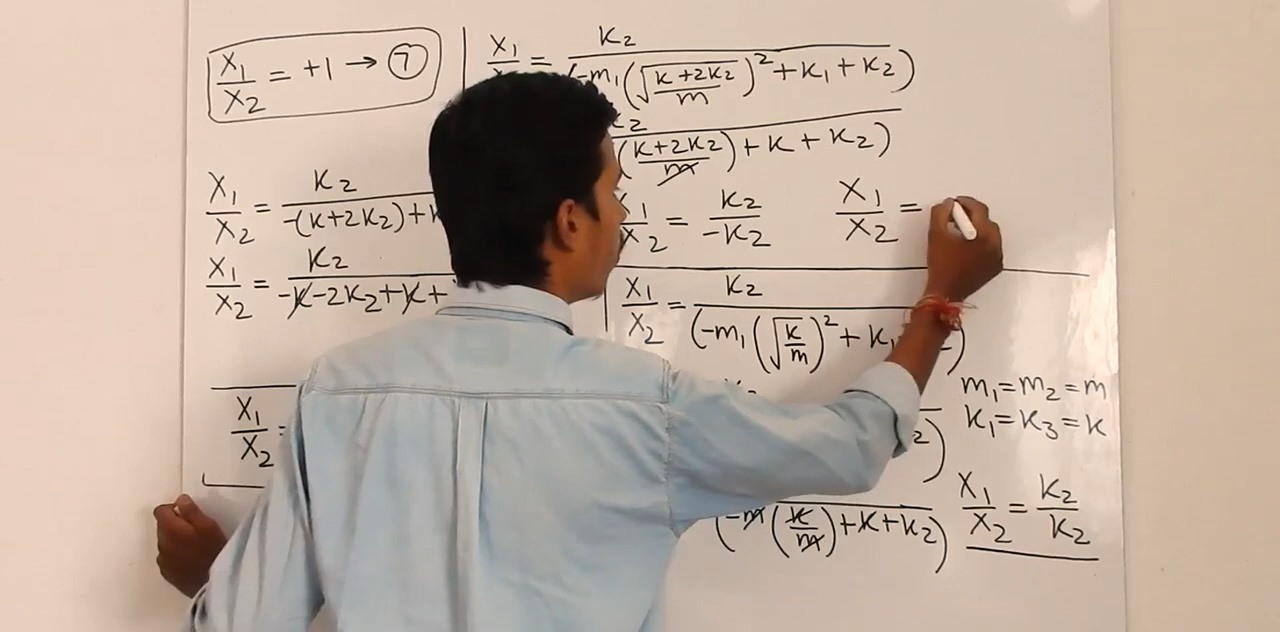 X₁/X₂ = +1 → ⑦
X₁/X₂ = K₂/(-(K+2K₂)+
X₁/X₂ = K₂/(-K-2K₂+K+
X₁/X₂ =
X₁ = K₂/(-m₁(√((K+2K₂)/m))²+K₁+K₂)
K₂/((K+2K₂)/m)+K+K₂)
X₁/X₂ = K₂/-K₂ X₁/X₂ =
X₁/X₂ = K₂/(-m₁(√(K/m))²+K₁
m₁=m₂=m
K₁=K₃=K
(-m(K/m)+K+K₂)
X₁/X₂ = K₂/K₂